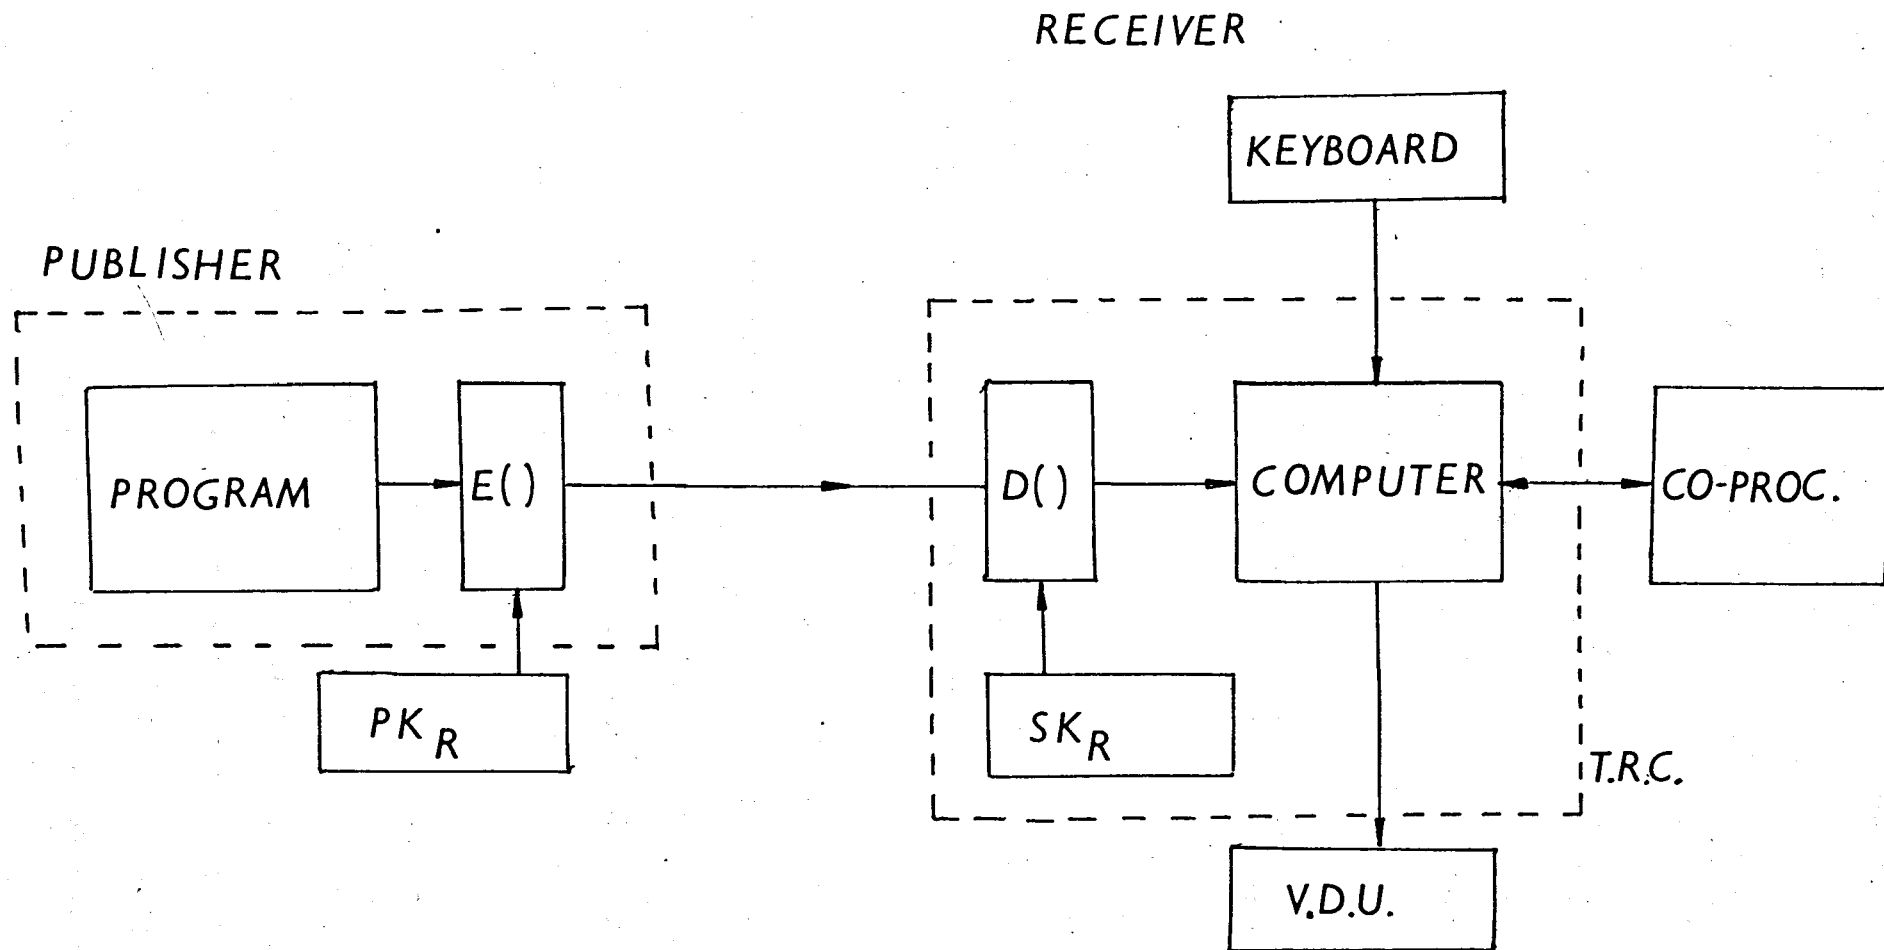 RECEIVER
KEYBOARD
PUBLISHER
PROGRAM
E()
D()
COMPUTER
CO-PROC.
PK R
SK R
T.R.C.
V.D.U.